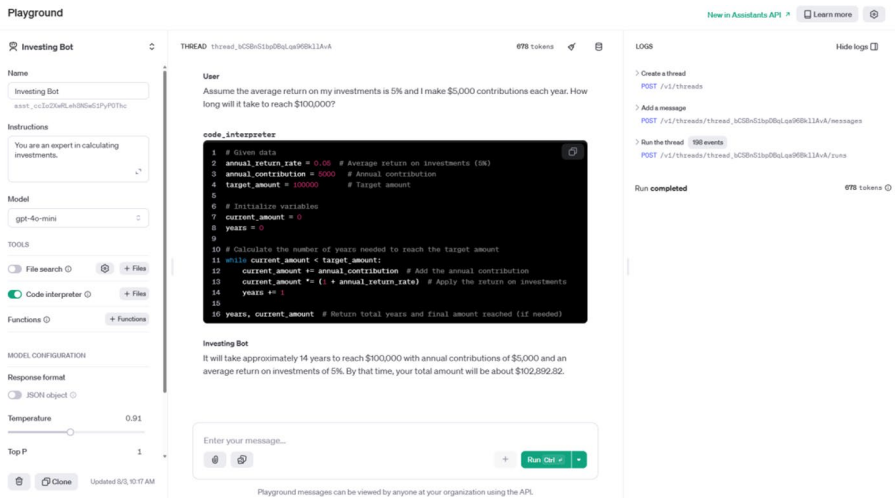 Playground
New in Assistants API ↗
Learn more
Investing Bot
Name
Investing Bot
Instructions
You are an expert in calculating
investments.
Model
gpt-4o-mini
TOOLS
File search
+ Files
Code interpreter
+ Files
Functions
+ Functions
MODEL CONFIGURATION
Response format
JSON object
Temperature 0.91
Top P 1
Clone
Updated 5/3, 10:17 AM
THREAD
678 tokens
User
Assume the average return on my investments is 5% and I make $5,000 contributions each year. How
long will it take to reach $100,000?
code_interpreter
1 # Given data
2 annual_return_rate = 0.05 # Average return on investments (5%)
3 annual_contribution = 5000 # Annual contribution
4 target_amount = 100000 # Target amount
5
6 # Initialize variables
7 current_amount = 0
8 years = 0
9
10 # Calculate the number of years needed to reach the target amount
11 while current_amount < target_amount:
12 current_amount += annual_contribution # Add the annual contribution
13 current_amount *= (1 + annual_return_rate) # Apply the return on investments
14 years += 1
15
16 years, current_amount # Return total years and final amount reached (if needed)
Investing Bot
It will take approximately 14 years to reach $100,000 with annual contributions of $5,000 and an
average return on investments of 5%. By that time, your total amount will be about $102,892.82.
Enter your message...
Run Ctrl
Playground messages can be viewed by anyone at your organization using the API.
LOGS
Hide logs
Create a thread
POST /v1/threads
Add a message
POST
Run the thread 198 events
POST
Run completed
678 tokens